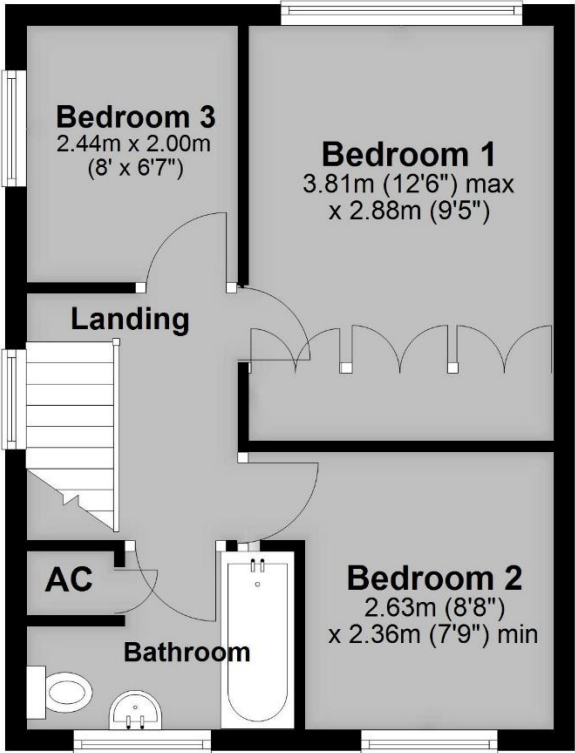 Bedroom 3
2.44m x 2.00m
(8' x 6'7")
Bedroom 1
3.81m (12'6") max
x 2.88m (9'5")
Landing
AC
Bedroom 2
2.63m (8'8")
x 2.36m (7'9") min
Bathroom